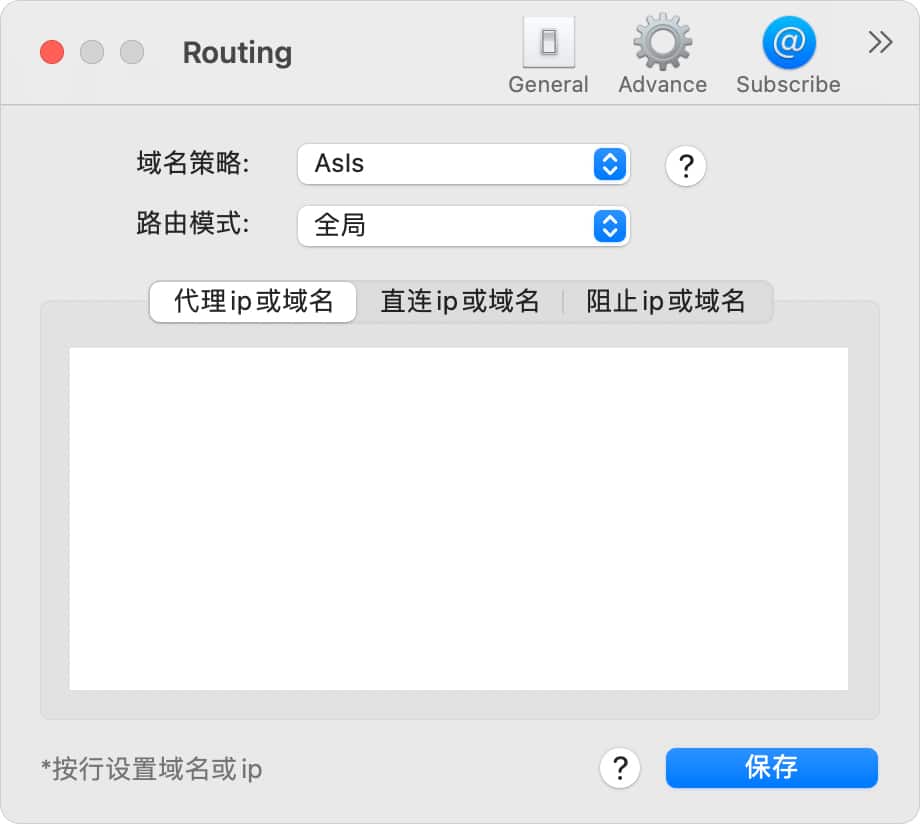 Routing
General
Advance
Subscribe
域名策略:
AsIs
?
路由模式:
全局
代理ip或域名
直连ip或域名
阻止ip或域名
*按行设置域名或ip
?
保存